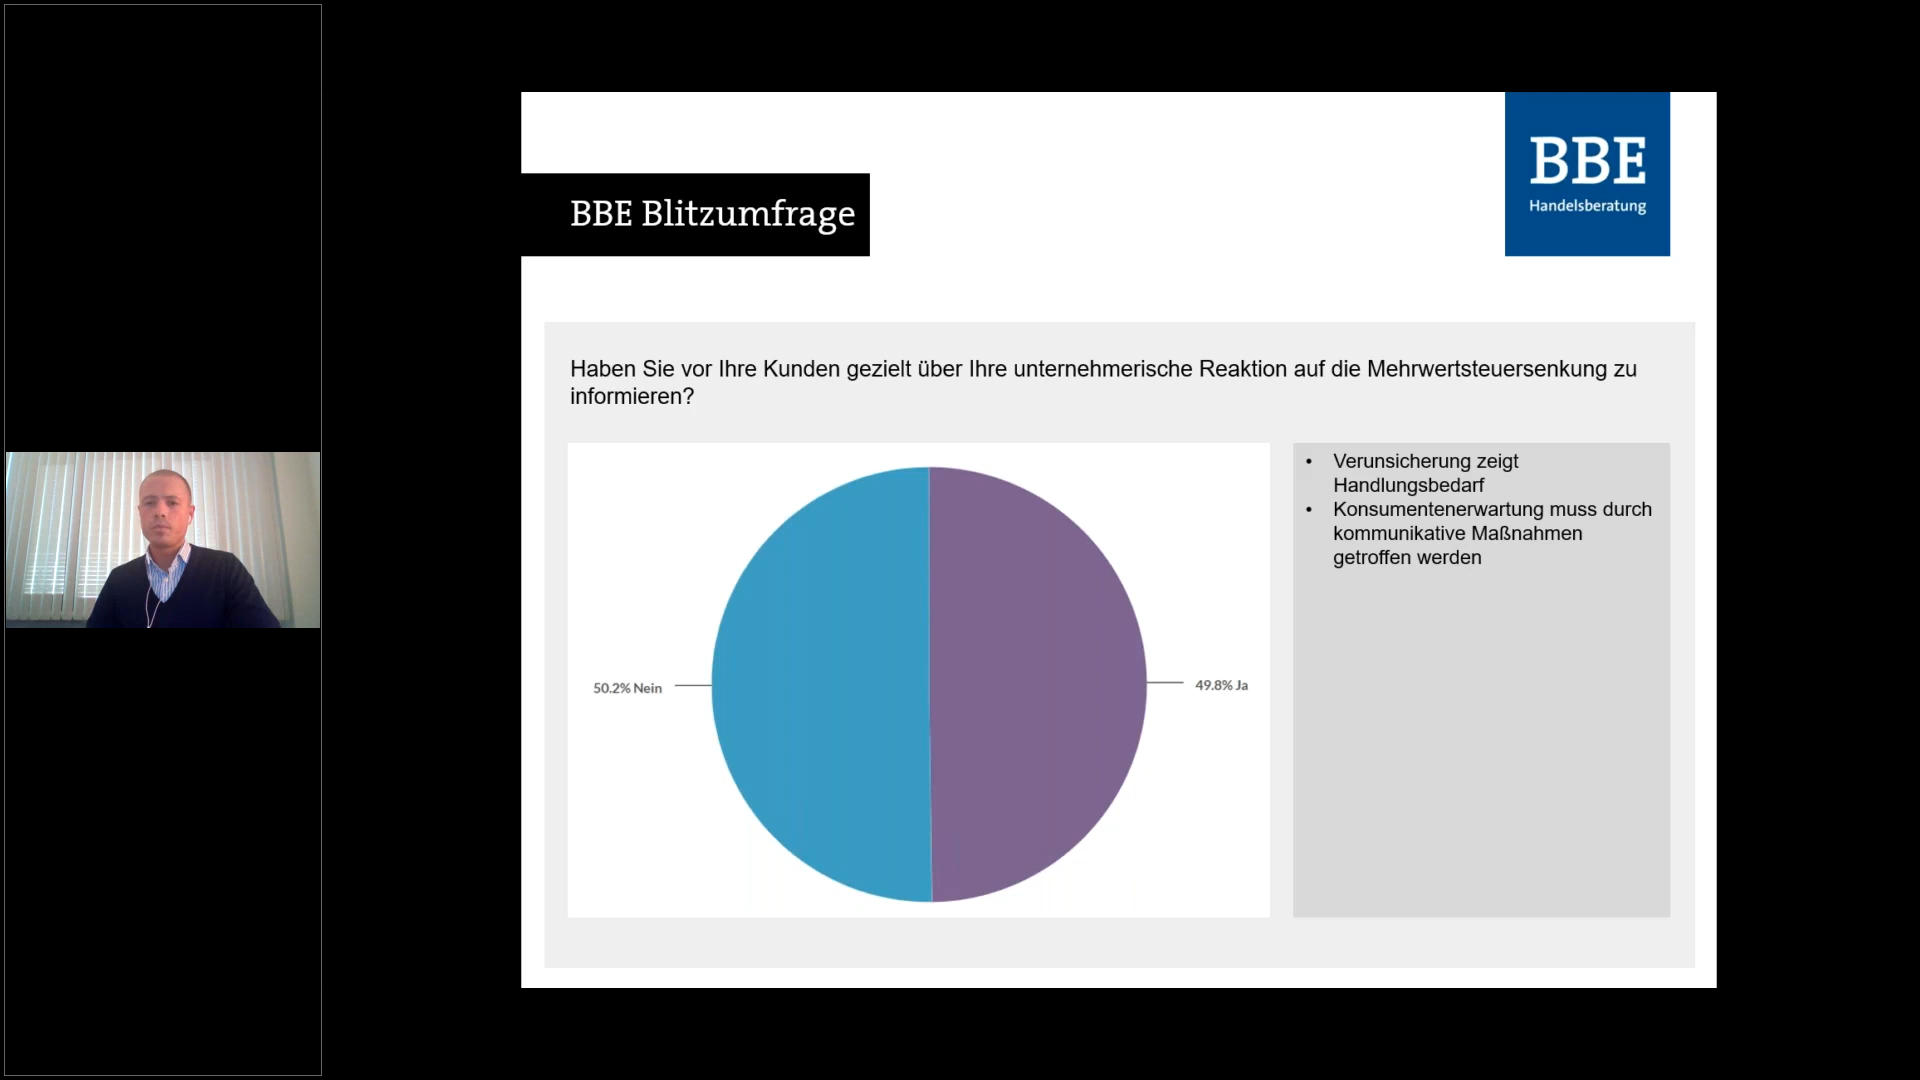 BBE
Handelsberatung
BBE Blitzumfrage
Haben Sie vor Ihre Kunden gezielt über Ihre unternehmerische Reaktion auf die Mehrwertsteuersenkung zu
informieren?
• Verunsicherung zeigt
Handlungsbedarf
• Konsumentenerwartung muss durch
kommunikative Maßnahmen
getroffen werden
50.2% Nein
49.8% Ja